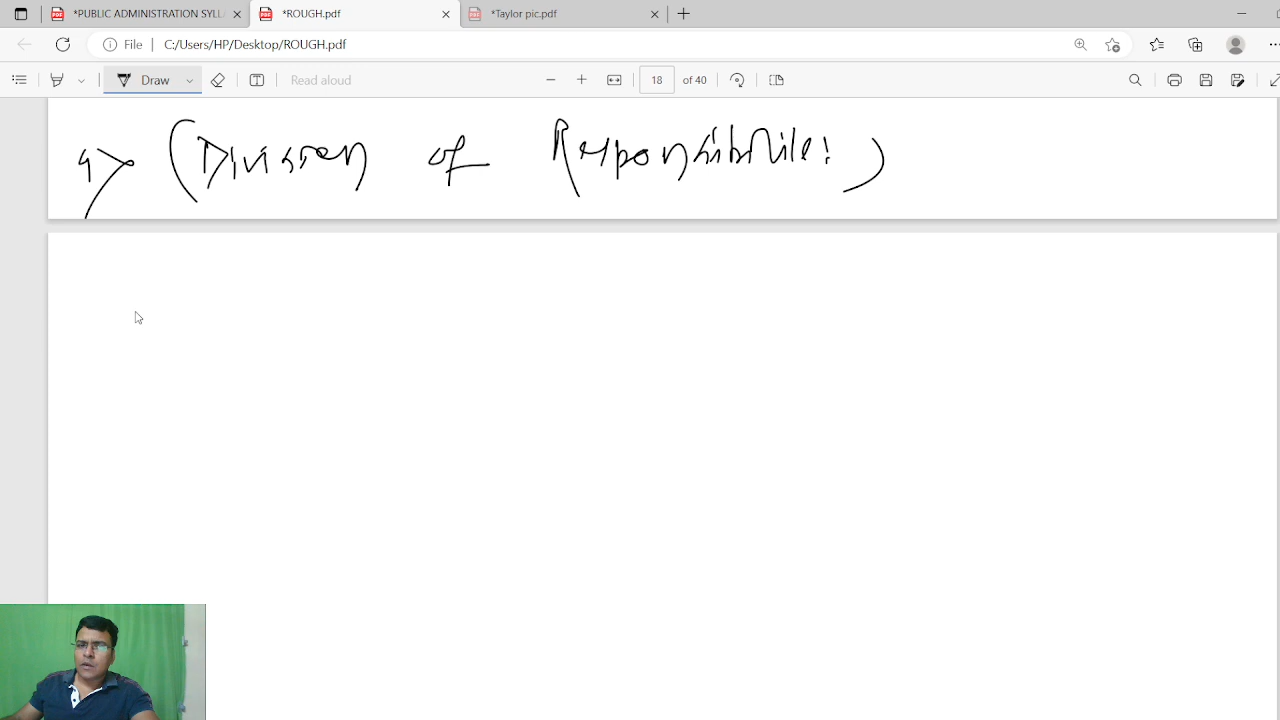 *PUBLIC ADMINISTRATION SYLLA
*ROUGH.pdf
*Taylor pic.pdf
File
C:/Users/HP/Desktop/ROUGH.pdf
Draw
Read aloud
18 of 40
4> (Division of Responsibilities)